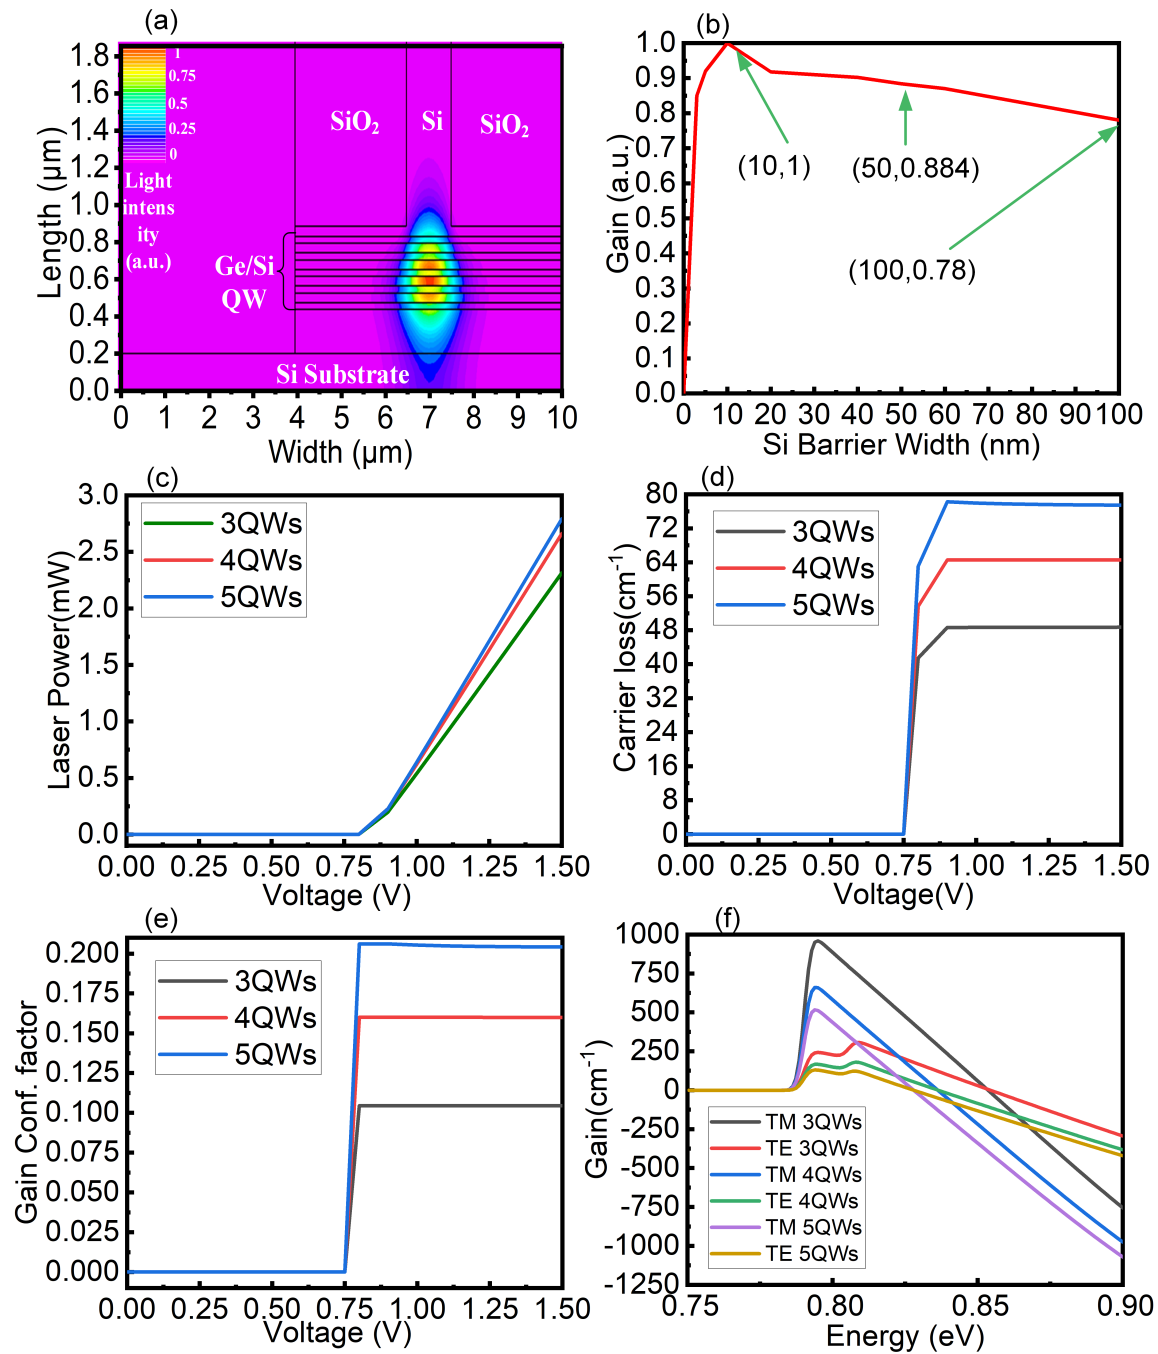 (a)
1.8
1.6
1.4
1.2
1.0
0.8
0.6
0.4
0.2
0.0
Length (μm)
1
0.75
0.5
0.25
0
Light
intens
ity
(a.u.)
SiO2
Si
SiO2
Ge/Si
QW
Si Substrate
0 1 2 3 4 5 6 7 8 9 10
Width (μm)
(b)
1.0
0.9
0.8
0.7
0.6
0.5
0.4
0.3
0.2
0.1
0.0
Gain (a.u.)
(10,1)
(50,0.884)
(100,0.78)
0 10 20 30 40 50 60 70 80 90 100
Si Barrier Width (nm)
(c)
3.0
2.5
2.0
1.5
1.0
0.5
0.0
Laser Power(mW)
3QWs
4QWs
5QWs
0.00 0.25 0.50 0.75 1.00 1.25 1.50
Voltage (V)
(d)
80
72
64
56
48
40
32
24
16
8
0
Carrier loss(cm-1)
3QWs
4QWs
5QWs
0.00 0.25 0.50 0.75 1.00 1.25 1.50
Voltage(V)
(e)
0.200
0.175
0.150
0.125
0.100
0.075
0.050
0.025
0.000
Gain Conf. factor
3QWs
4QWs
5QWs
0.00 0.25 0.50 0.75 1.00 1.25 1.50
Voltage (V)
(f)
1000
750
500
250
0
-250
-500
-750
-1000
-1250
Gain(cm-1)
TM 3QWs
TE 3QWs
TM 4QWs
TE 4QWs
TM 5QWs
TE 5QWs
0.75 0.80 0.85 0.90
Energy (eV)